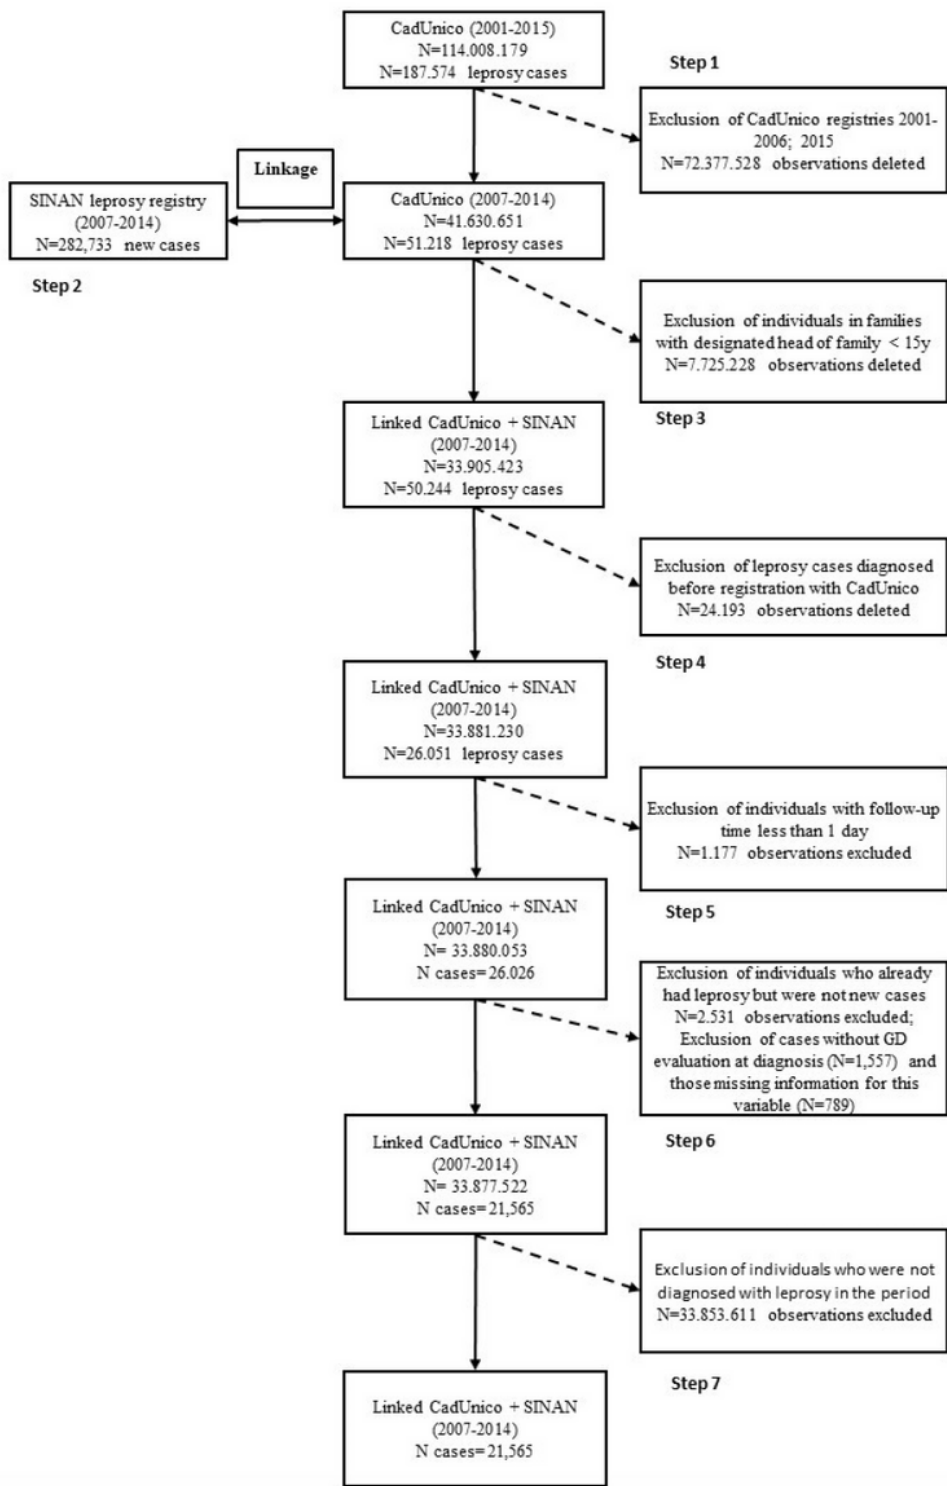 CadUnico (2001-2015)
N=114.008.179
N=187.574 leprosy cases
Step 1
Exclusion of CadUnico registries 2001-
2006; 2015
N=72.377.528 observations deleted
Linkage
SINAN leprosy registry
(2007-2014)
N=282,733 new cases
CadUnico (2007-2014)
N=41.630.651
N=51.218 leprosy cases
Step 2
Exclusion of individuals in families
with designated head of family < 15y
N=7.725.228 observations deleted
Step 3
Linked CadUnico + SINAN
(2007-2014)
N=33.905.423
N=50.244 leprosy cases
Exclusion of leprosy cases diagnosed
before registration with CadUnico
N=24.193 observations deleted
Step 4
Linked CadUnico + SINAN
(2007-2014)
N=33.881.230
N=26.051 leprosy cases
Exclusion of individuals with follow-up
time less than 1 day
N=1.177 observations excluded
Step 5
Linked CadUnico + SINAN
(2007-2014)
N= 33.880.053
N cases= 26.026
Exclusion of individuals who already
had leprosy but were not new cases
N=2.531 observations excluded;
Exclusion of cases without GD
evaluation at diagnosis (N=1,557) and
those missing information for this
variable (N=789)
Step 6
Linked CadUnico + SINAN
(2007-2014)
N= 33.877.522
N cases= 21,565
Exclusion of individuals who were not
diagnosed with leprosy in the period
N=33.853.611 observations excluded
Step 7
Linked CadUnico + SINAN
(2007-2014)
N cases= 21,565